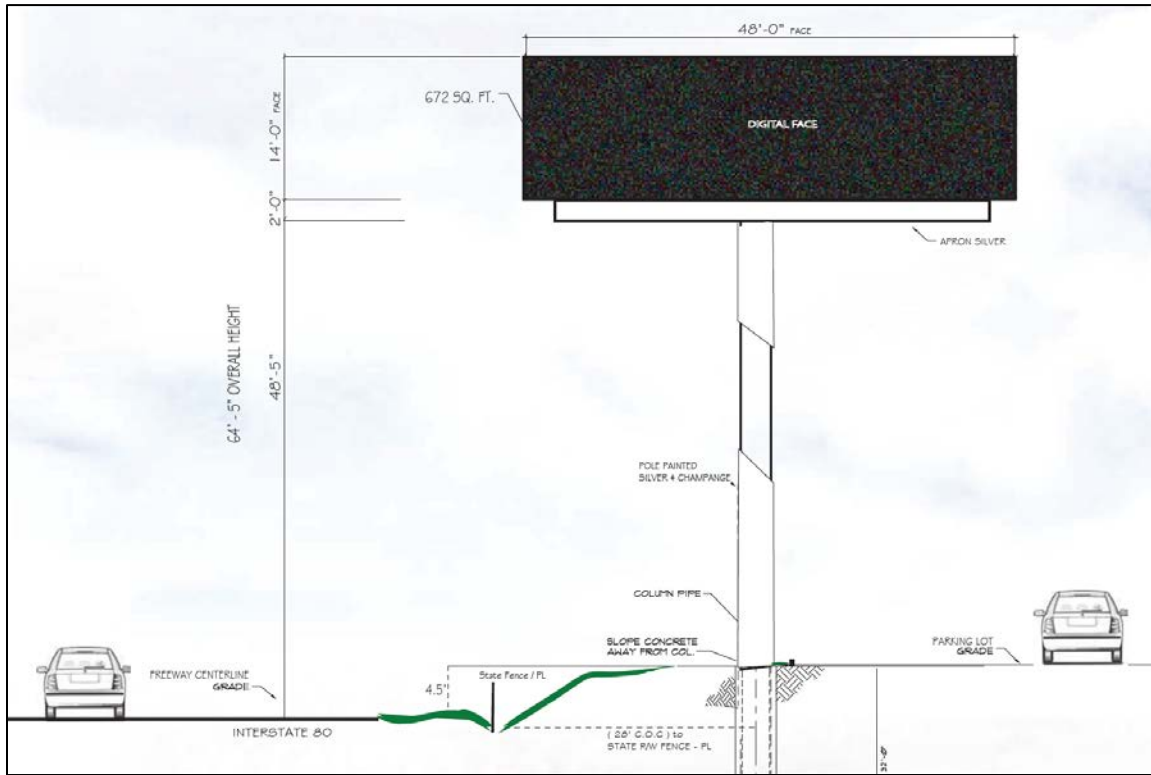 48'-0" FACE
672 SQ. FT.
14'-0" FACE
DIGITAL FACE
2'-0"
APRON SILVER
64'-5" OVERALL HEIGHT
48'-5"
POLE PAINTED
SILVER & CHAMPANGE
COLUMN PIPE
SLOPE CONCRETE
AWAY FROM COL.
PARKING LOT
GRADE
FREEWAY CENTERLINE
GRADE
4.5'
State Fence / PL
INTERSTATE 80
( 28' C.O.C ) to
STATE R/W FENCE - PL
32'-0"